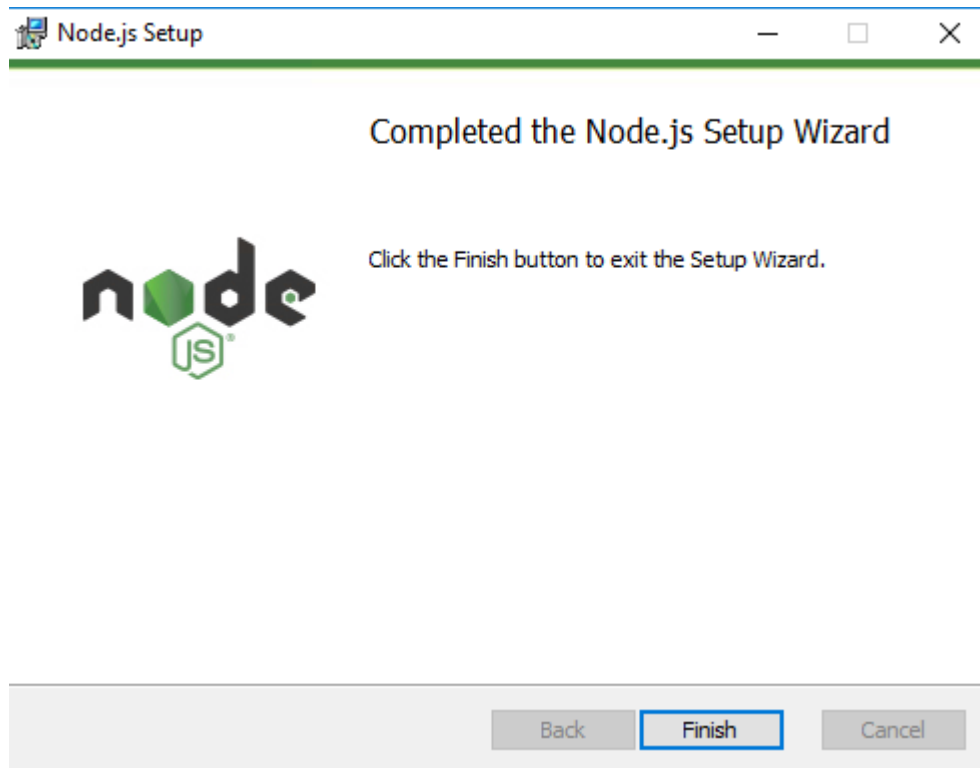 Node.js Setup
Completed the Node.js Setup Wizard
Click the Finish button to exit the Setup Wizard.
node
JS®
Back Finish Cancel